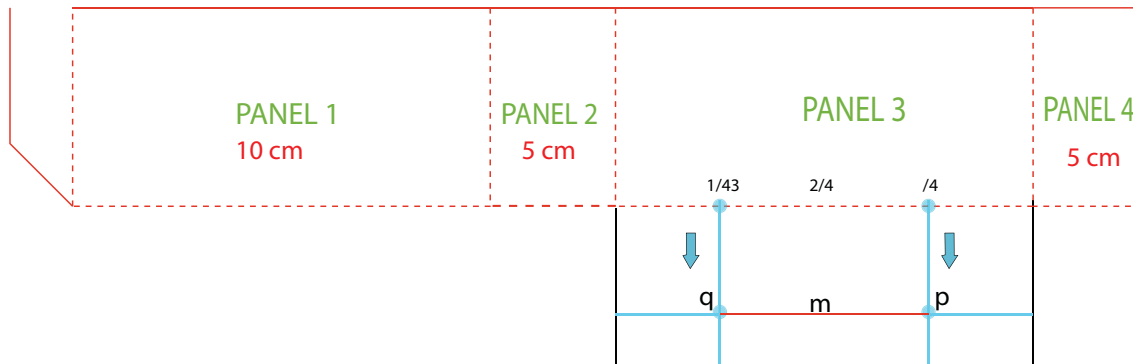 PANEL 1
10 cm
PANEL 2
5 cm
PANEL 3
PANEL 4
5 cm
1/43 2/4 /4
q m p